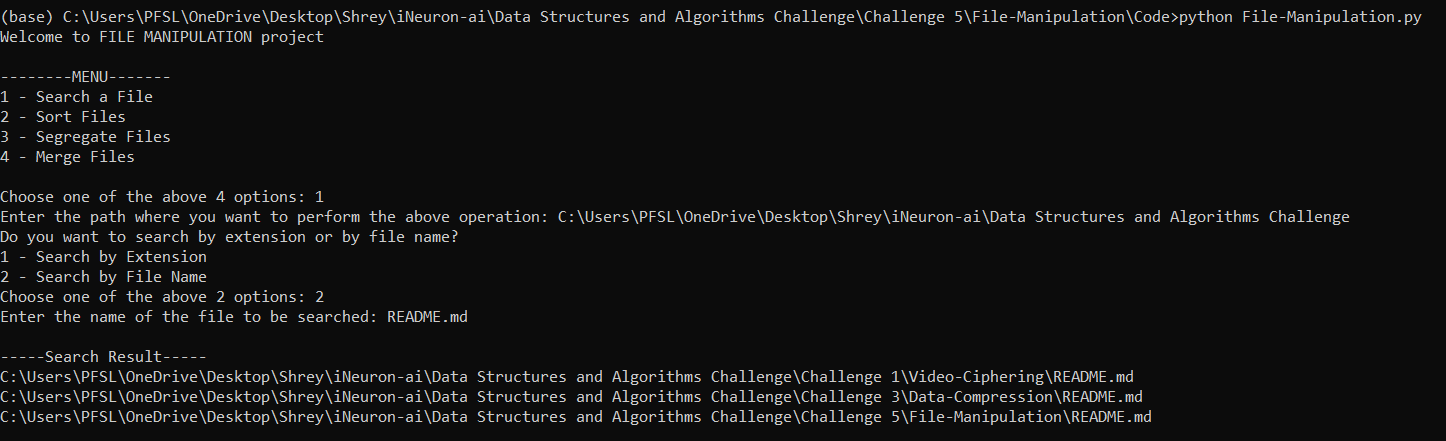 (base) C:\Users\PFSL\OneDrive\Desktop\Shrey\iNeuron-ai\Data Structures and Algorithms Challenge\Challenge 5\File-Manipulation\Code>python File-Manipulation.py
Welcome to FILE MANIPULATION project
--------MENU-------
1 - Search a File
2 - Sort Files
3 - Segregate Files
4 - Merge Files
Choose one of the above 4 options: 1
Enter the path where you want to perform the above operation: C:\Users\PFSL\OneDrive\Desktop\Shrey\iNeuron-ai\Data Structures and Algorithms Challenge
Do you want to search by extension or by file name?
1 - Search by Extension
2 - Search by File Name
Choose one of the above 2 options: 2
Enter the name of the file to be searched: README.md
-----Search Result-----
C:\Users\PFSL\OneDrive\Desktop\Shrey\iNeuron-ai\Data Structures and Algorithms Challenge\Challenge 1\Video-Ciphering\README.md
C:\Users\PFSL\OneDrive\Desktop\Shrey\iNeuron-ai\Data Structures and Algorithms Challenge\Challenge 3\Data-Compression\README.md
C:\Users\PFSL\OneDrive\Desktop\Shrey\iNeuron-ai\Data Structures and Algorithms Challenge\Challenge 5\File-Manipulation\README.md